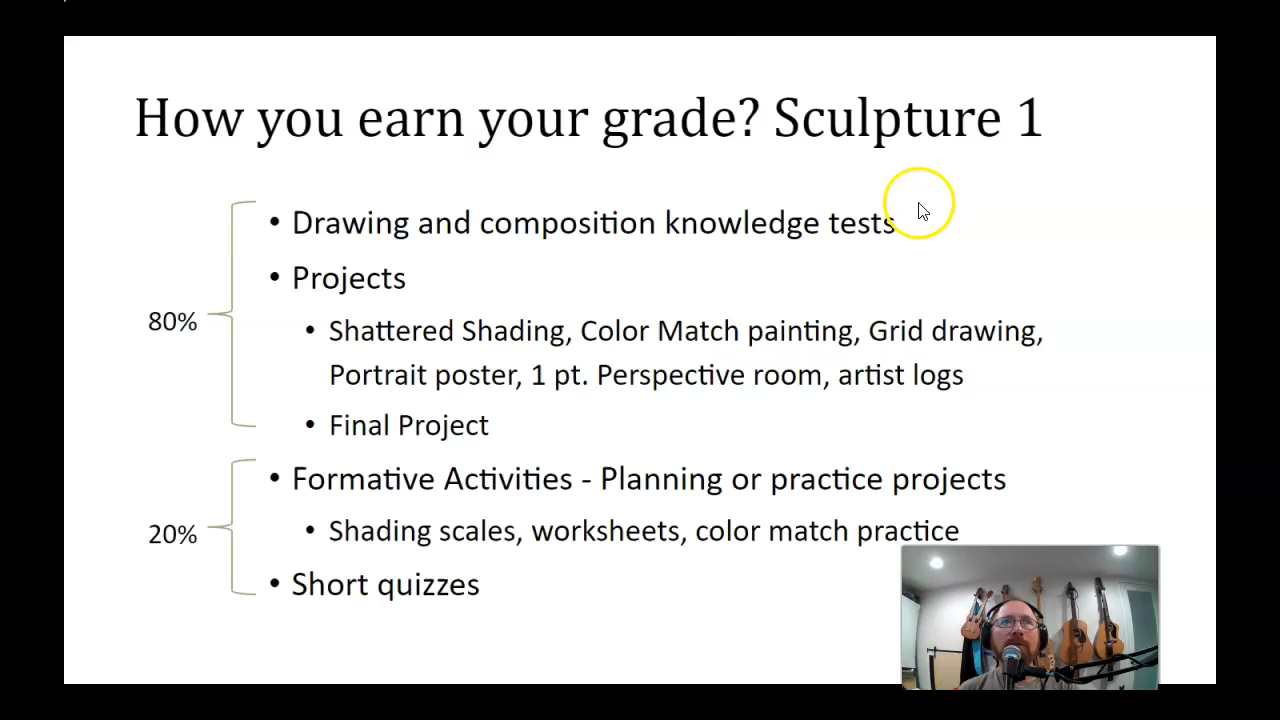 How you earn your grade? Sculpture 1
• Drawing and composition knowledge tests
• Projects
• Shattered Shading, Color Match painting, Grid drawing,
Portrait poster, 1 pt. Perspective room, artist logs
80%
• Final Project
• Formative Activities - Planning or practice projects
• Shading scales, worksheets, color match practice
20%
• Short quizzes